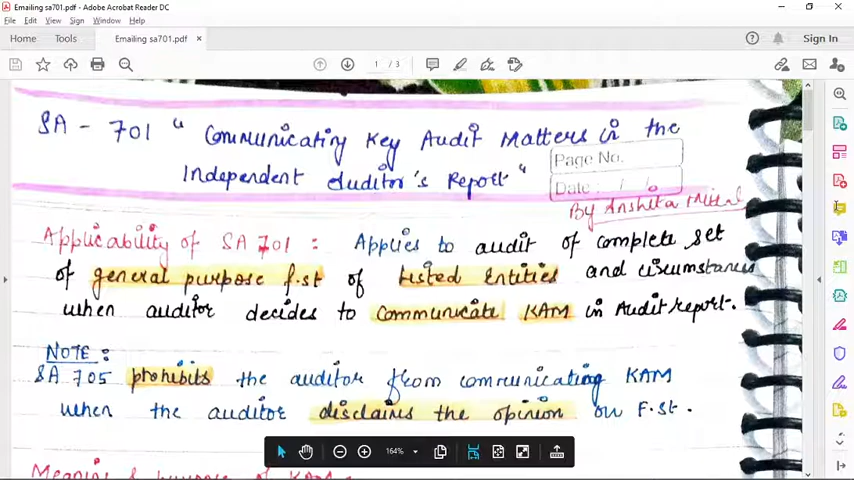 Emailing sa701.pdf - Adobe Acrobat Reader DC
File Edit View Sign Window Help
Home Tools Emailing sa701.pdf × Sign In
1 / 3
SA - 701 " Communicating Key Audit Matters in the
Independent Auditor's Report "
Page No.
Date : / /
By Anshita Mittal
Applicability of SA 701 : Applies to audit of complete set
of general purpose f.st of Listed Entities and circumstances
when auditor decides to communicate KAM in Audit report.
NOTE :
SA 705 prohibits the auditor from communicating KAM
when the auditor disclaims the opinion on F.St.
164%
Meaning & purpose of KAM :